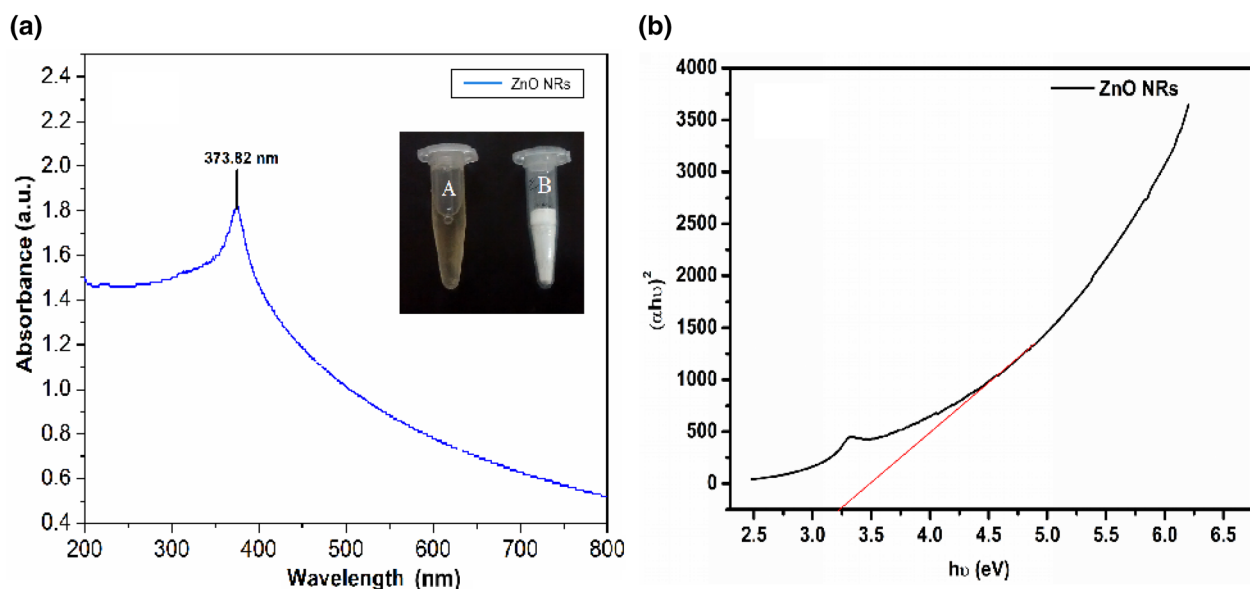 (a)
2.4
2.2
2.0
1.8
1.6
1.4
1.2
1.0
0.8
0.6
0.4
Absorbance (a.u.)
ZnO NRs
373.82 nm
A
B
200 300 400 500 600 700 800
Wavelength (nm)
(b)
4000
3500
3000
2500
2000
1500
1000
500
0
(αhυ)²
ZnO NRs
2.5 3.0 3.5 4.0 4.5 5.0 5.5 6.0 6.5
hυ (eV)